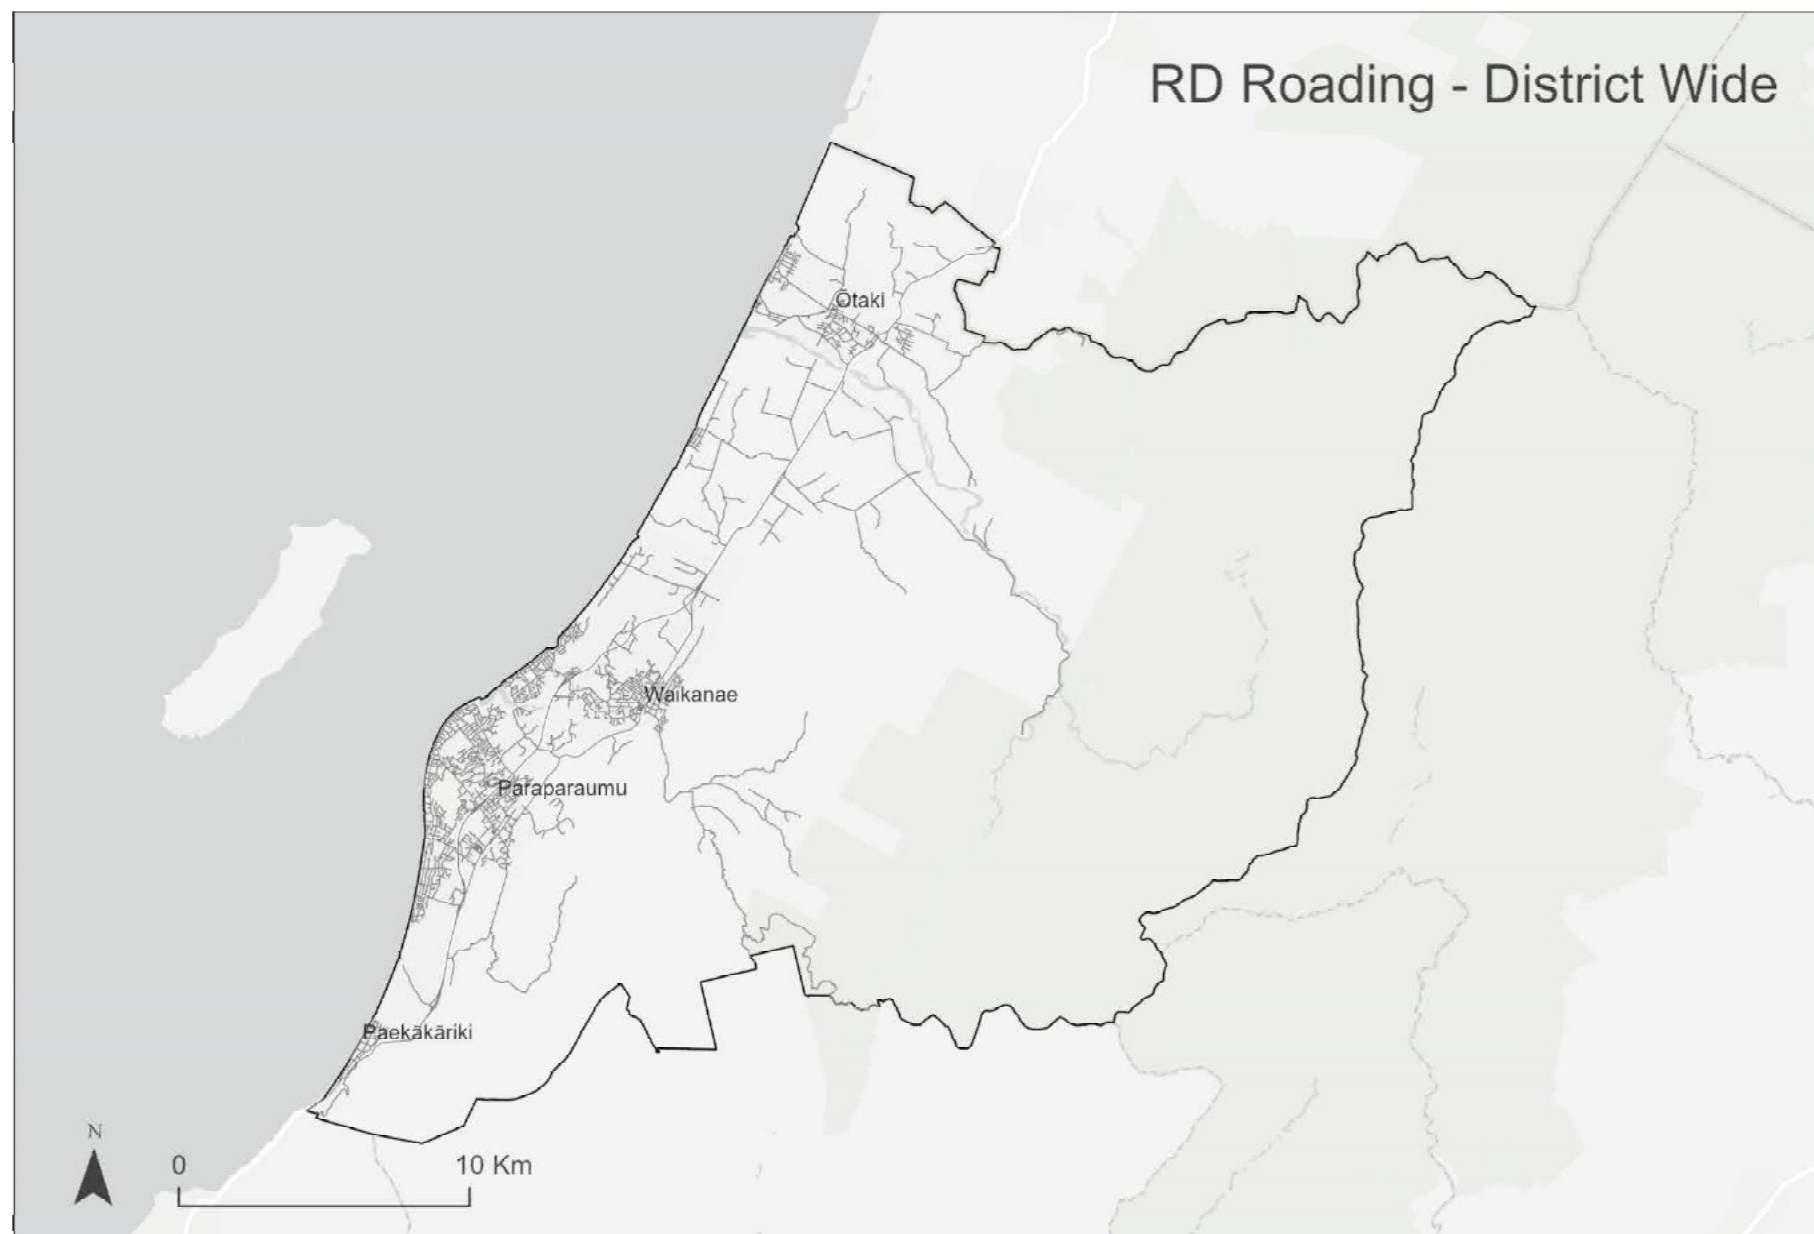 RD Roading - District Wide
Ōtaki
Waikanae
Paraparaumu
Paekākāriki
N
0
10 Km